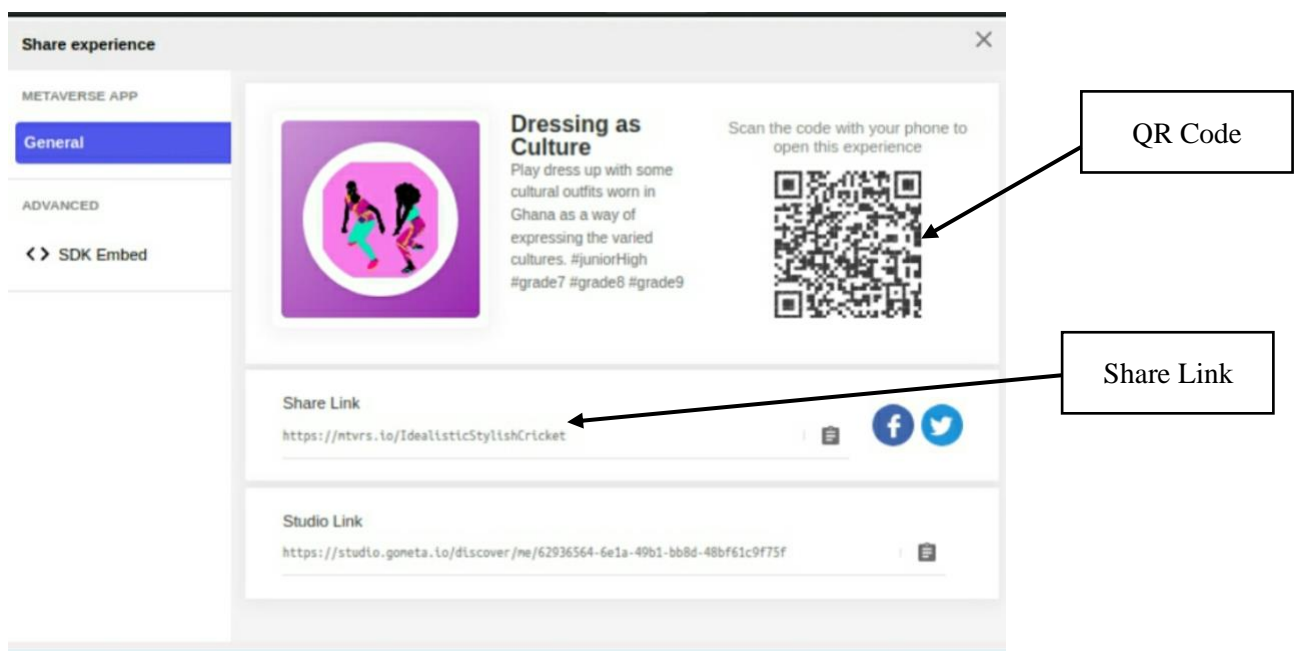 Share experience
METAVERSE APP
General
ADVANCED
SDK Embed
Dressing as
Culture
Play dress up with some
cultural outfits worn in
Ghana as a way of
expressing the varied
cultures. #juniorHigh
#grade7 #grade8 #grade9
Scan the code with your phone to
open this experience
QR Code
Share Link
https://mtvrs.io/IdealisticStylishCricket
Share Link
Studio Link
https://studio.gometa.io/discover/me/62936564-6e1a-49b1-bb8d-48bf61c9f75f